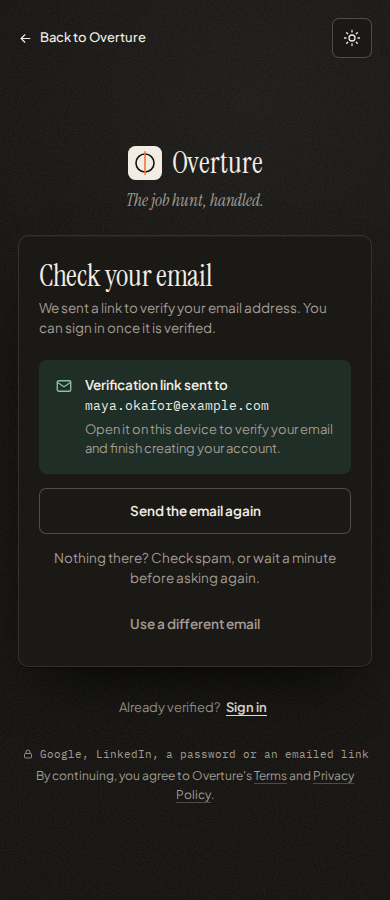 Back to Overture
Overture
The job hunt, handled.
Check your email
We sent a link to verify your email address. You
can sign in once it is verified.
Verification link sent to
maya.okafor@example.com
Open it on this device to verify your email
and finish creating your account.
Send the email again
Nothing there? Check spam, or wait a minute
before asking again.
Use a different email
Already verified? Sign in
Google, LinkedIn, a password or an emailed link
By continuing, you agree to Overture's Terms and Privacy
Policy.